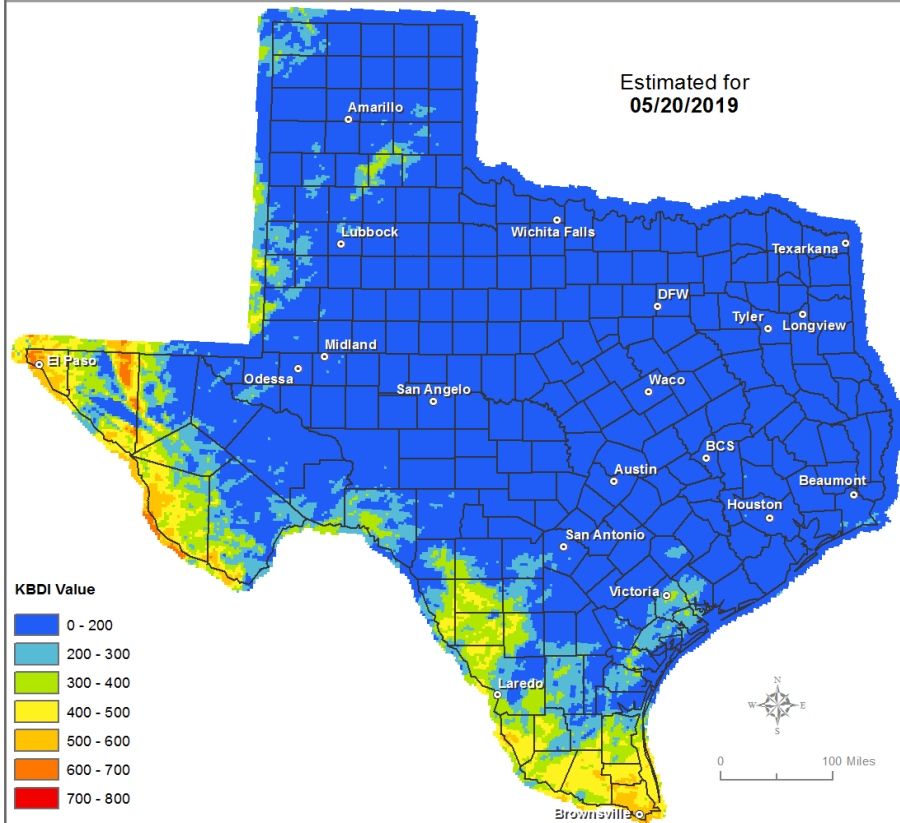 Estimated for
05/20/2019
Amarillo
Lubbock
Wichita Falls
Texarkana
DFW
Tyler
Longview
Midland
El Paso
Odessa
San Angelo
Waco
BCS
Austin
Beaumont
Houston
San Antonio
Victoria
Laredo
Brownsville
KBDI Value
0 - 200
200 - 300
300 - 400
400 - 500
500 - 600
600 - 700
700 - 800
N
W E
S
0 100 Miles